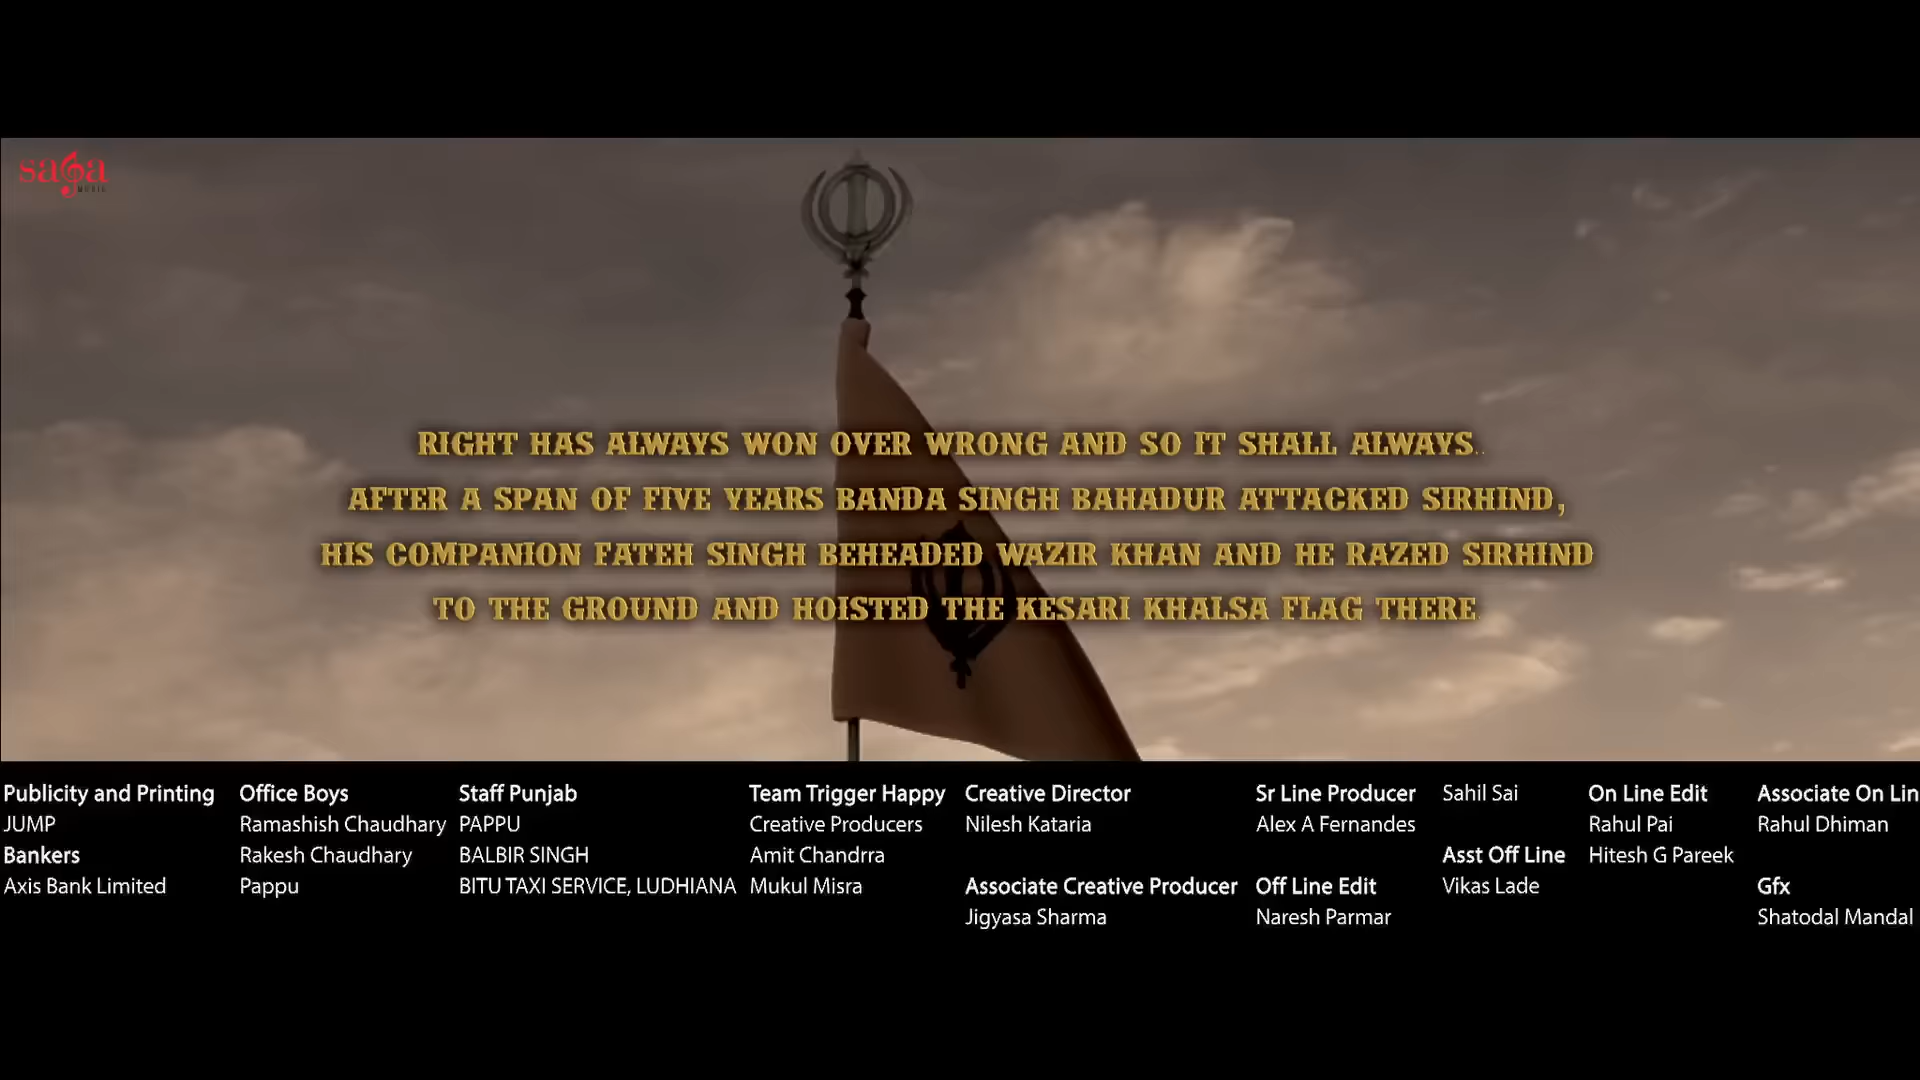 saga
MUSIC
RIGHT HAS ALWAYS WON OVER WRONG AND SO IT SHALL ALWAYS..
AFTER A SPAN OF FIVE YEARS BANDA SINGH BAHADUR ATTACKED SIRHIND,
HIS COMPANION FATEH SINGH BEHEADED WAZIR KHAN AND HE RAZED SIRHIND
TO THE GROUND AND HOISTED THE KESARI KHALSA FLAG THERE.
Publicity and Printing
JUMP
Bankers
Axis Bank Limited
Office Boys
Ramashish Chaudhary
Rakesh Chaudhary
Pappu
Staff Punjab
PAPPU
BALBIR SINGH
BITU TAXI SERVICE, LUDHIANA
Team Trigger Happy
Creative Producers
Amit Chandrra
Mukul Misra
Creative Director
Nilesh Kataria
Associate Creative Producer
Jigyasa Sharma
Sr Line Producer
Alex A Fernandes
Off Line Edit
Naresh Parmar
Sahil Sai
Asst Off Line
Vikas Lade
On Line Edit
Rahul Pai
Hitesh G Pareek
Associate On Lin
Rahul Dhiman
Gfx
Shatodal Mandal